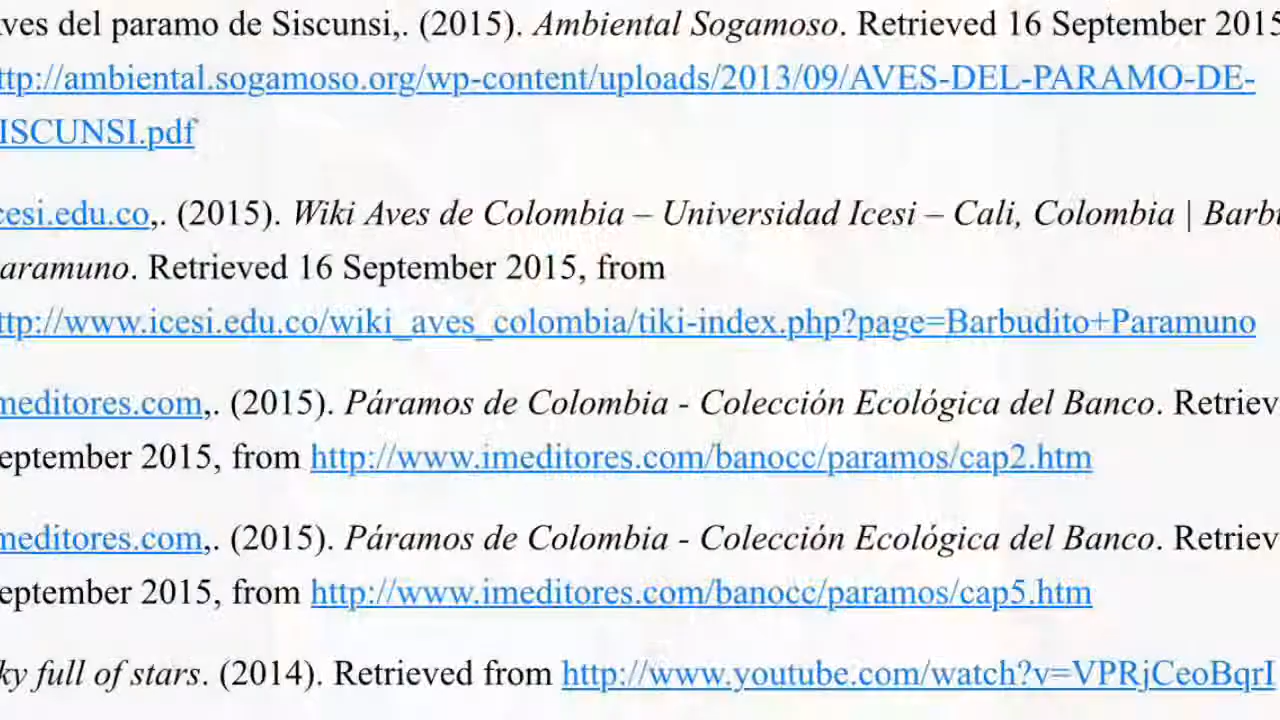 ves del paramo de Siscunsi,. (2015). Ambiental Sogamoso. Retrieved 16 September 2015
ttp://ambiental.sogamoso.org/wp-content/uploads/2013/09/AVES-DEL-PARAMO-DE-
ISCUNSI.pdf
cesi.edu.co,. (2015). Wiki Aves de Colombia – Universidad Icesi – Cali, Colombia | Barb
aramuno. Retrieved 16 September 2015, from
ttp://www.icesi.edu.co/wiki_aves_colombia/tiki-index.php?page=Barbudito+Paramuno
meditores.com,. (2015). Páramos de Colombia - Colección Ecológica del Banco. Retriev
eptember 2015, from http://www.imeditores.com/banocc/paramos/cap2.htm
meditores.com,. (2015). Páramos de Colombia - Colección Ecológica del Banco. Retriev
eptember 2015, from http://www.imeditores.com/banocc/paramos/cap5.htm
ky full of stars. (2014). Retrieved from http://www.youtube.com/watch?v=VPRjCeoBqrI